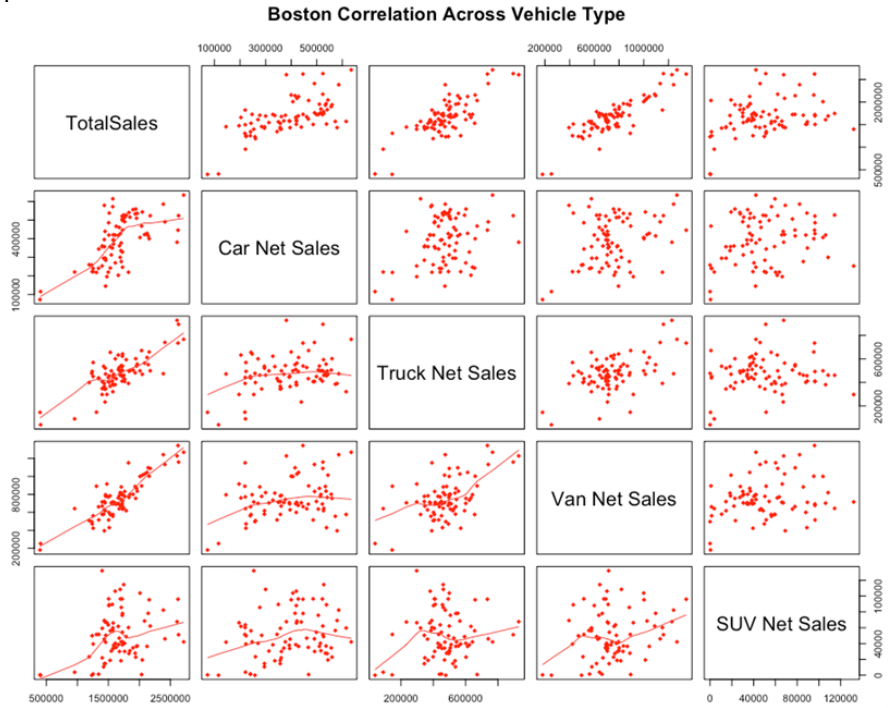 Boston Correlation Across Vehicle Type
100000 300000 500000
200000 600000 1000000
TotalSales
500000 2000000
100000 400000
Car Net Sales
Truck Net Sales
200000 600000
200000 800000
Van Net Sales
SUV Net Sales
0 40000 100000
500000 1500000 2500000
200000 600000
0 40000 80000 120000